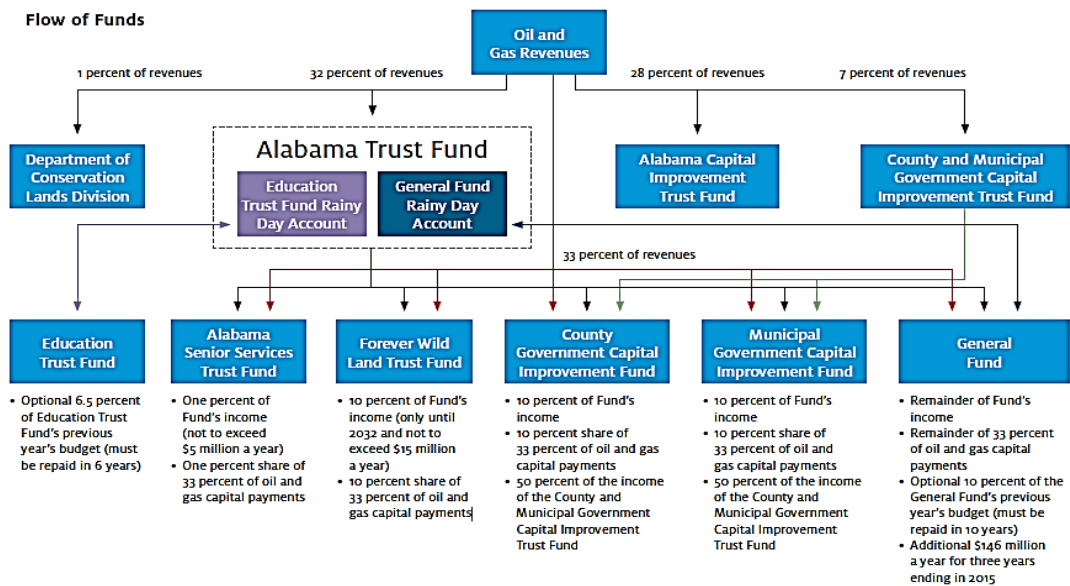 Flow of Funds
Oil and
Gas Revenues
1 percent of revenues
32 percent of revenues
28 percent of revenues
7 percent of revenues
Department of
Conservation
Lands Division
Alabama Trust Fund
Education
Trust Fund Rainy
Day Account
General Fund
Rainy Day
Account
Alabama Capital
Improvement
Trust Fund
County and Municipal
Government Capital
Improvement Trust Fund
33 percent of revenues
Education
Trust Fund
Alabama
Senior Services
Trust Fund
Forever Wild
Land Trust Fund
County
Government Capital
Improvement Fund
Municipal
Government Capital
Improvement Fund
General
Fund
• Optional 6.5 percent
of Education Trust
Fund's previous
year's budget (must
be repaid in 6 years)
• One percent of
Fund's income
(not to exceed
$5 million a year)
• One percent share of
33 percent of oil and
gas capital payments
• 10 percent of Fund's
income (only until
2032 and not to
exceed $15 million
a year)
• 10 percent share of
33 percent of oil and
gas capital payments
• 10 percent of Fund's
income
• 10 percent share of
33 percent of oil and gas
capital payments
• 50 percent of the income
of the County and
Municipal Government
Capital Improvement
Trust Fund
• 10 percent of Fund's
income
• 10 percent share of
33 percent of oil and
gas capital payments
• 50 percent of the income
of the County and
Municipal Government
Capital Improvement
Trust Fund
• Remainder of Fund's
income
• Remainder of 33 percent
of oil and gas capital
payments
• Optional 10 percent of the
General Fund's previous
year's budget (must be
repaid in 10 years)
• Additional $146 million
a year for three years
ending in 2015